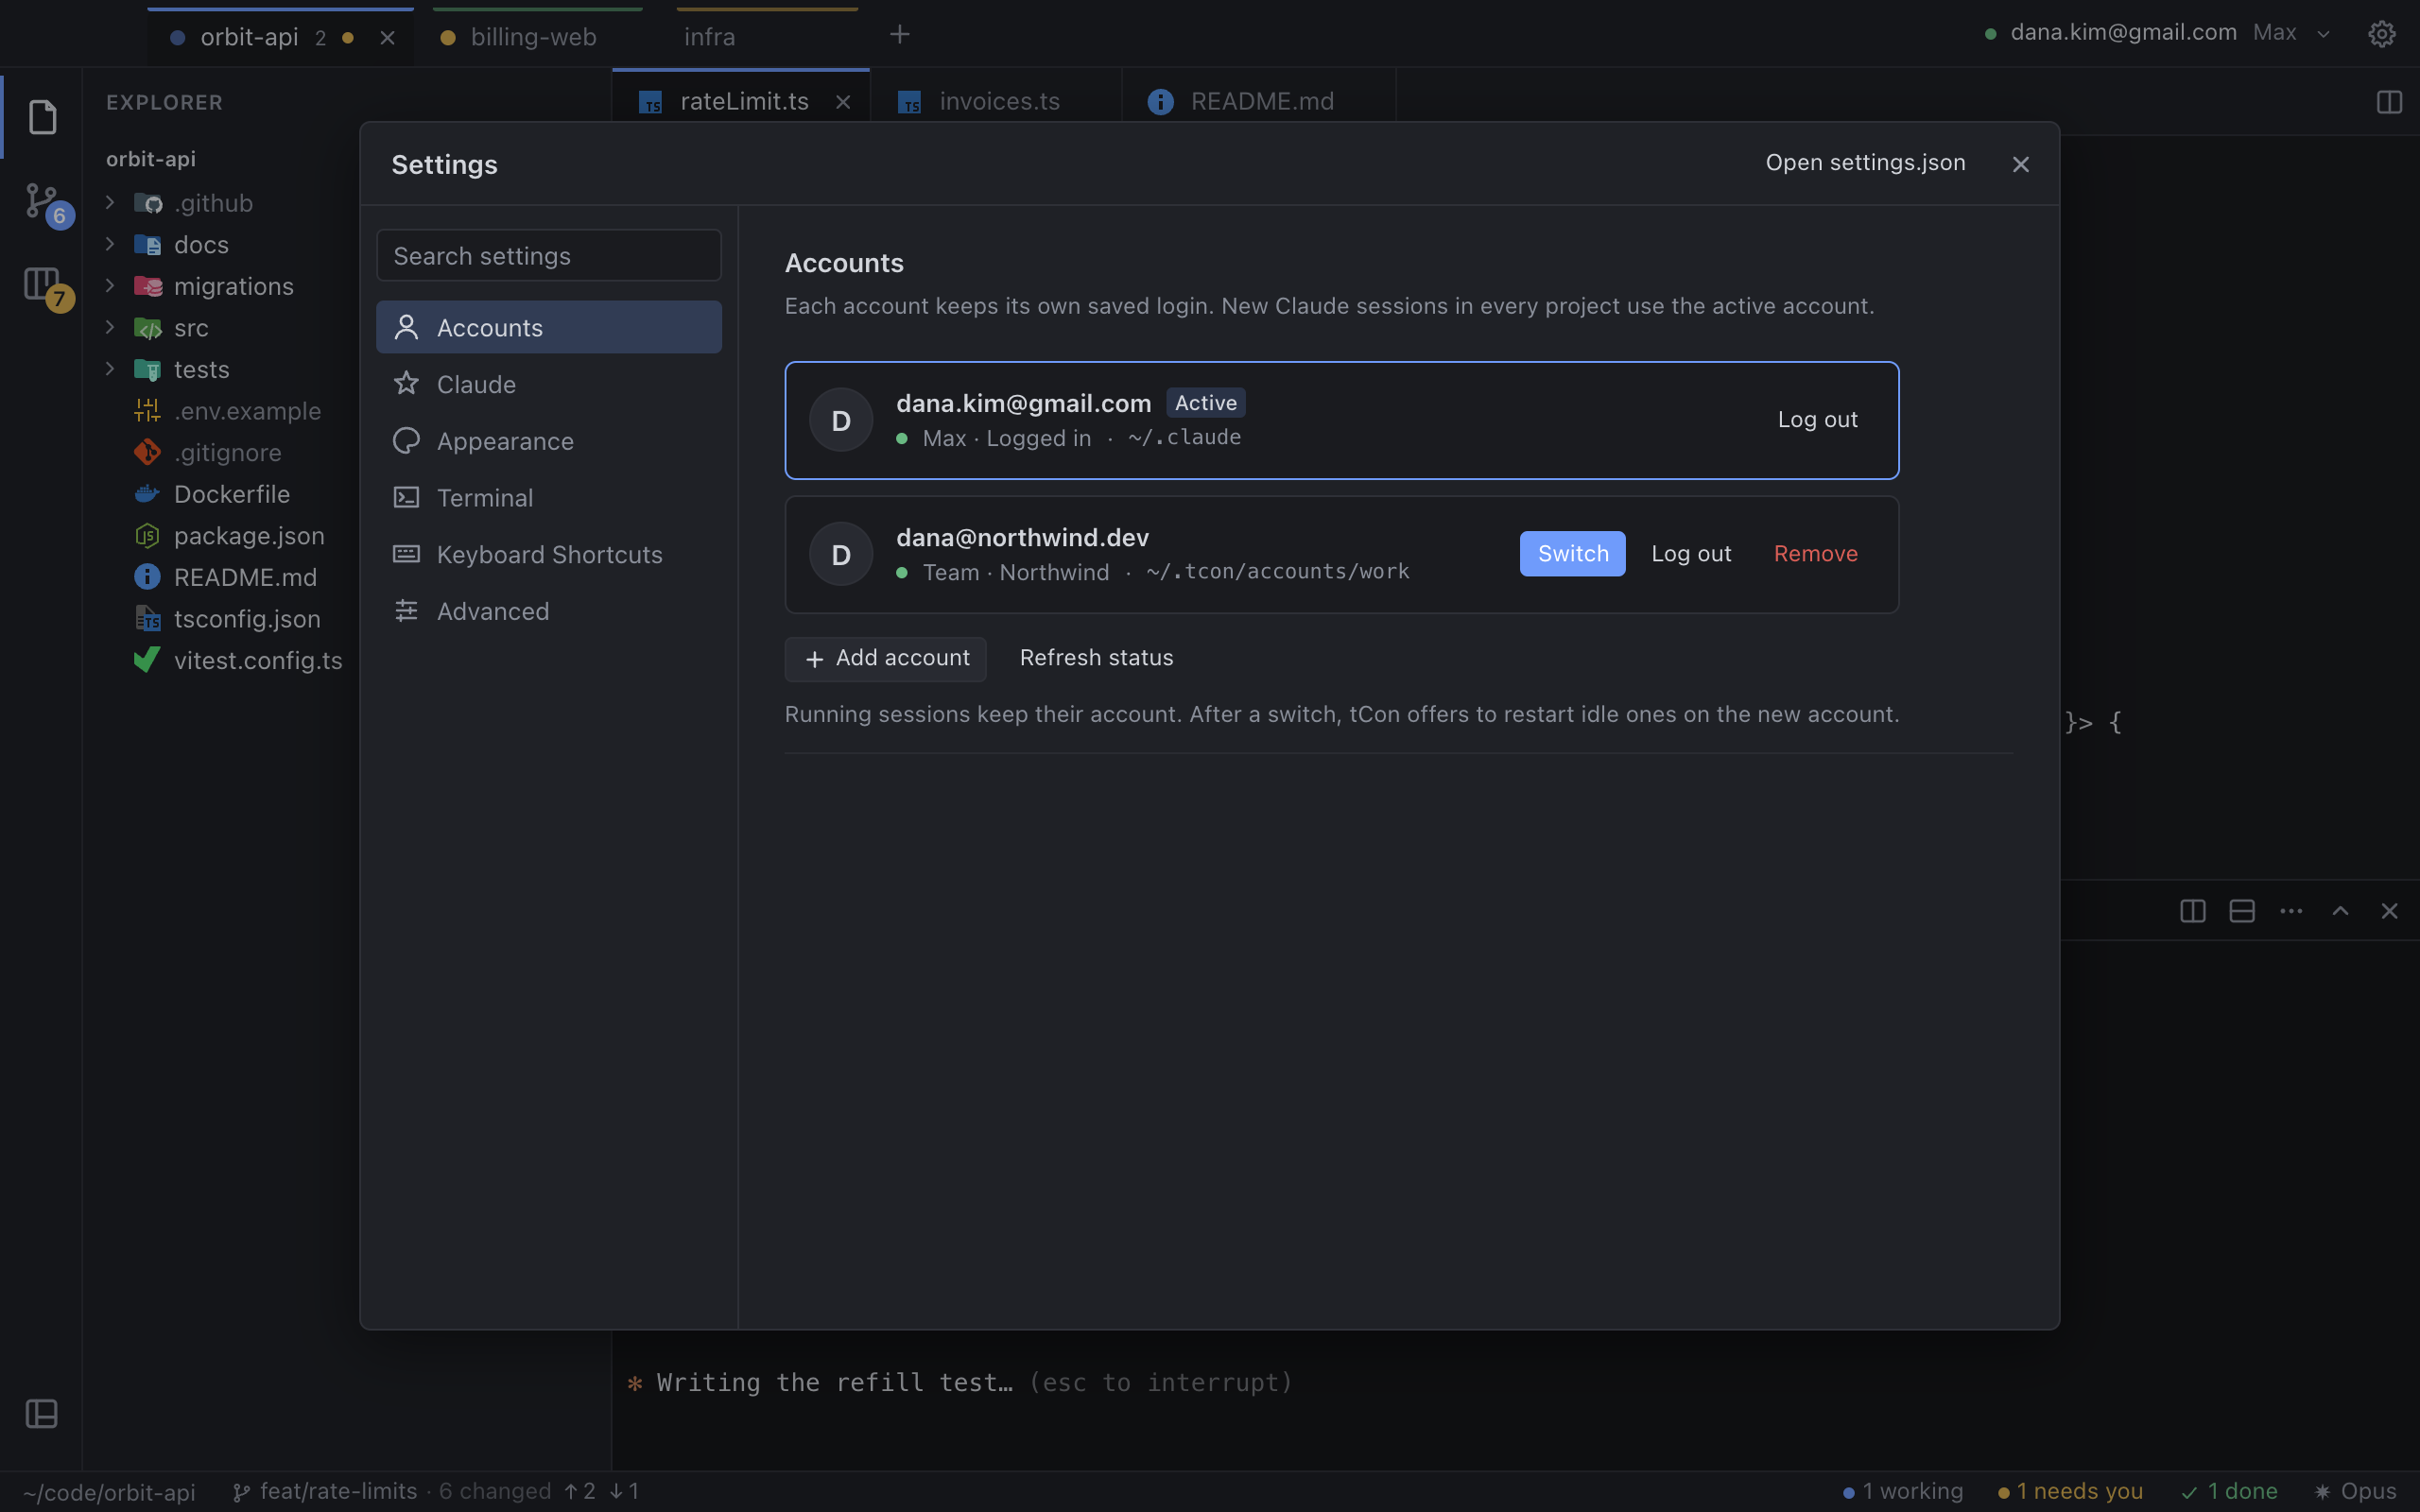 orbit-api 2
billing-web
infra
dana.kim@gmail.com Max
EXPLORER
rateLimit.ts
invoices.ts
README.md
orbit-api
.github
docs
migrations
src
tests
.env.example
.gitignore
Dockerfile
package.json
README.md
tsconfig.json
vitest.config.ts
6
7
Settings
Open settings.json
Search settings
Accounts
Claude
Appearance
Terminal
Keyboard Shortcuts
Advanced
Accounts
Each account keeps its own saved login. New Claude sessions in every project use the active account.
D
dana.kim@gmail.com Active
Max · Logged in · ~/.claude
Log out
D
dana@northwind.dev
Team · Northwind · ~/.tcon/accounts/work
Switch Log out Remove
+ Add account Refresh status
Running sessions keep their account. After a switch, tCon offers to restart idle ones on the new account.
}> {
* Writing the refill test… (esc to interrupt)
~/code/orbit-api feat/rate-limits · 6 changed ↑2 ↓1
1 working 1 needs you ✓ 1 done ✷ Opus